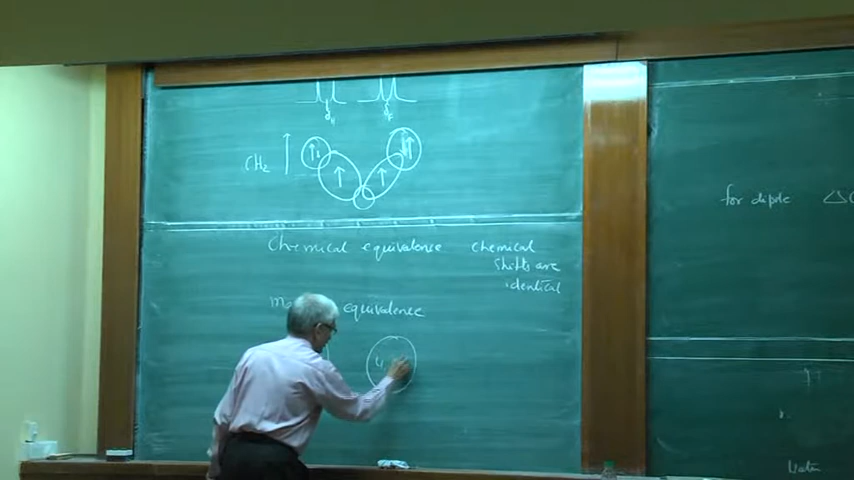 CH2
Chemical equivalence
chemical
shifts are
identical
equivalence
for dipole